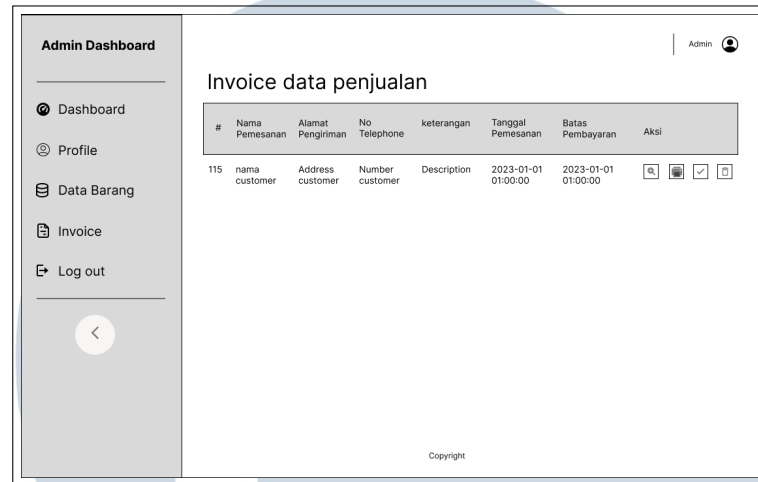 Admin Dashboard
Admin
Dashboard
Profile
Data Barang
Invoice
Log out
Invoice data penjualan
# Nama Alamat No keterangan Tanggal Batas Aksi
Pemesanan Pengiriman Telephone Pemesanan Pembayaran
115 nama Address Number Description 2023-01-01 2023-01-01
customer customer customer 01:00:00 01:00:00
Copyright